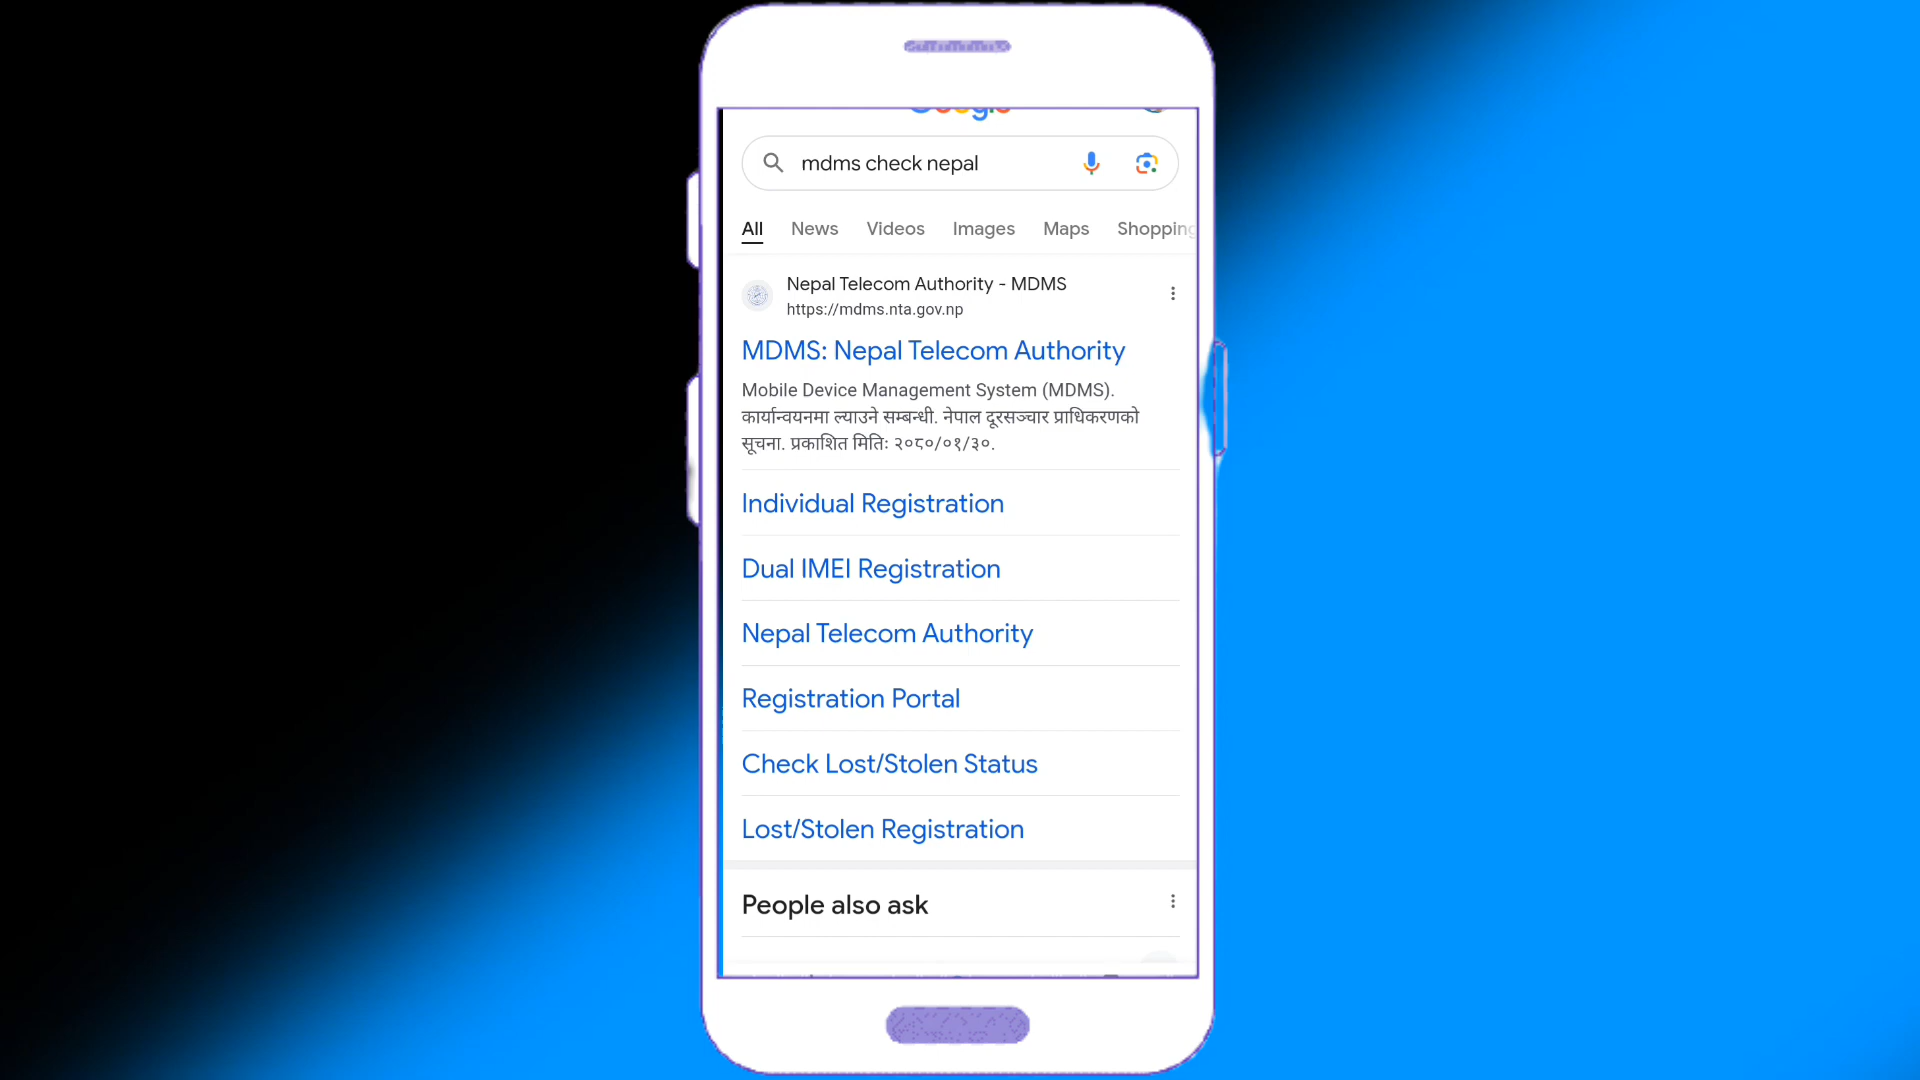 Google
mdms check nepal
All News Videos Images Maps Shopping
Nepal Telecom Authority - MDMS
https://mdms.nta.gov.np
MDMS: Nepal Telecom Authority
Mobile Device Management System (MDMS).
कार्यान्वयनमा ल्याउने सम्बन्धी. नेपाल दूरसञ्चार प्राधिकरणको
सूचना. प्रकाशित मितिः २०८०/०१/३०.
Individual Registration
Dual IMEI Registration
Nepal Telecom Authority
Registration Portal
Check Lost/Stolen Status
Lost/Stolen Registration
People also ask